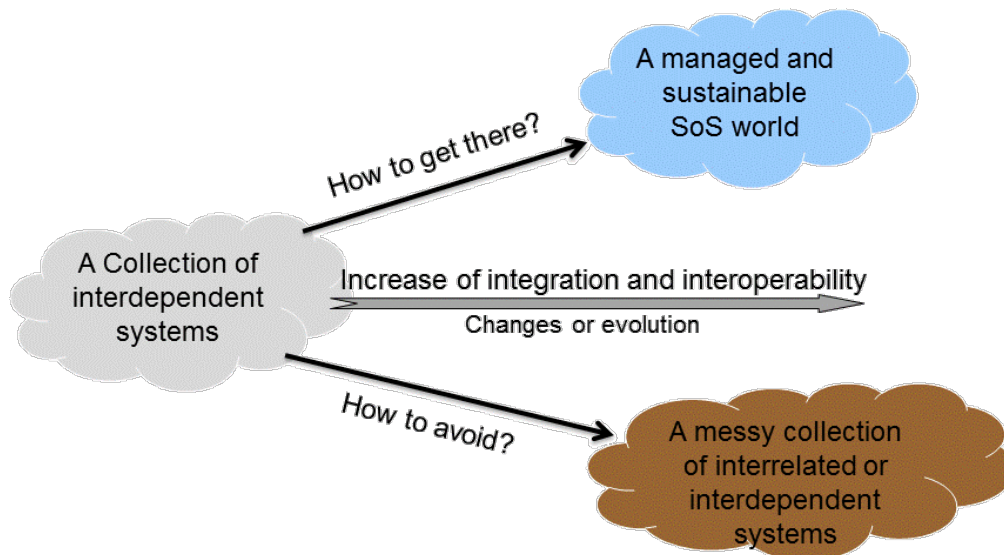 A managed and
sustainable
SoS world
How to get there?
A Collection of
interdependent
systems
Increase of integration and interoperability
Changes or evolution
How to avoid?
A messy collection
of interrelated or
interdependent
systems